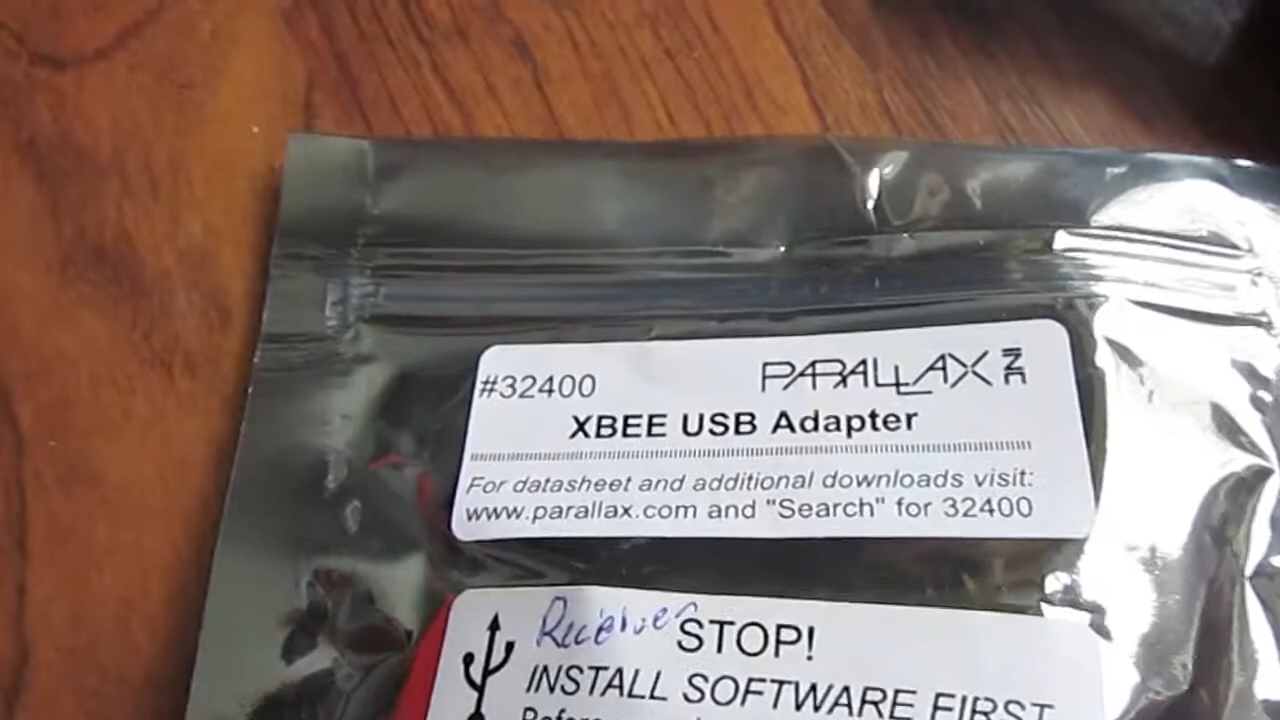 #32400
PARALLAX INC
XBEE USB Adapter
For datasheet and additional downloads visit:
www.parallax.com and "Search" for 32400
Receiver
STOP!
INSTALL SOFTWARE FIRST